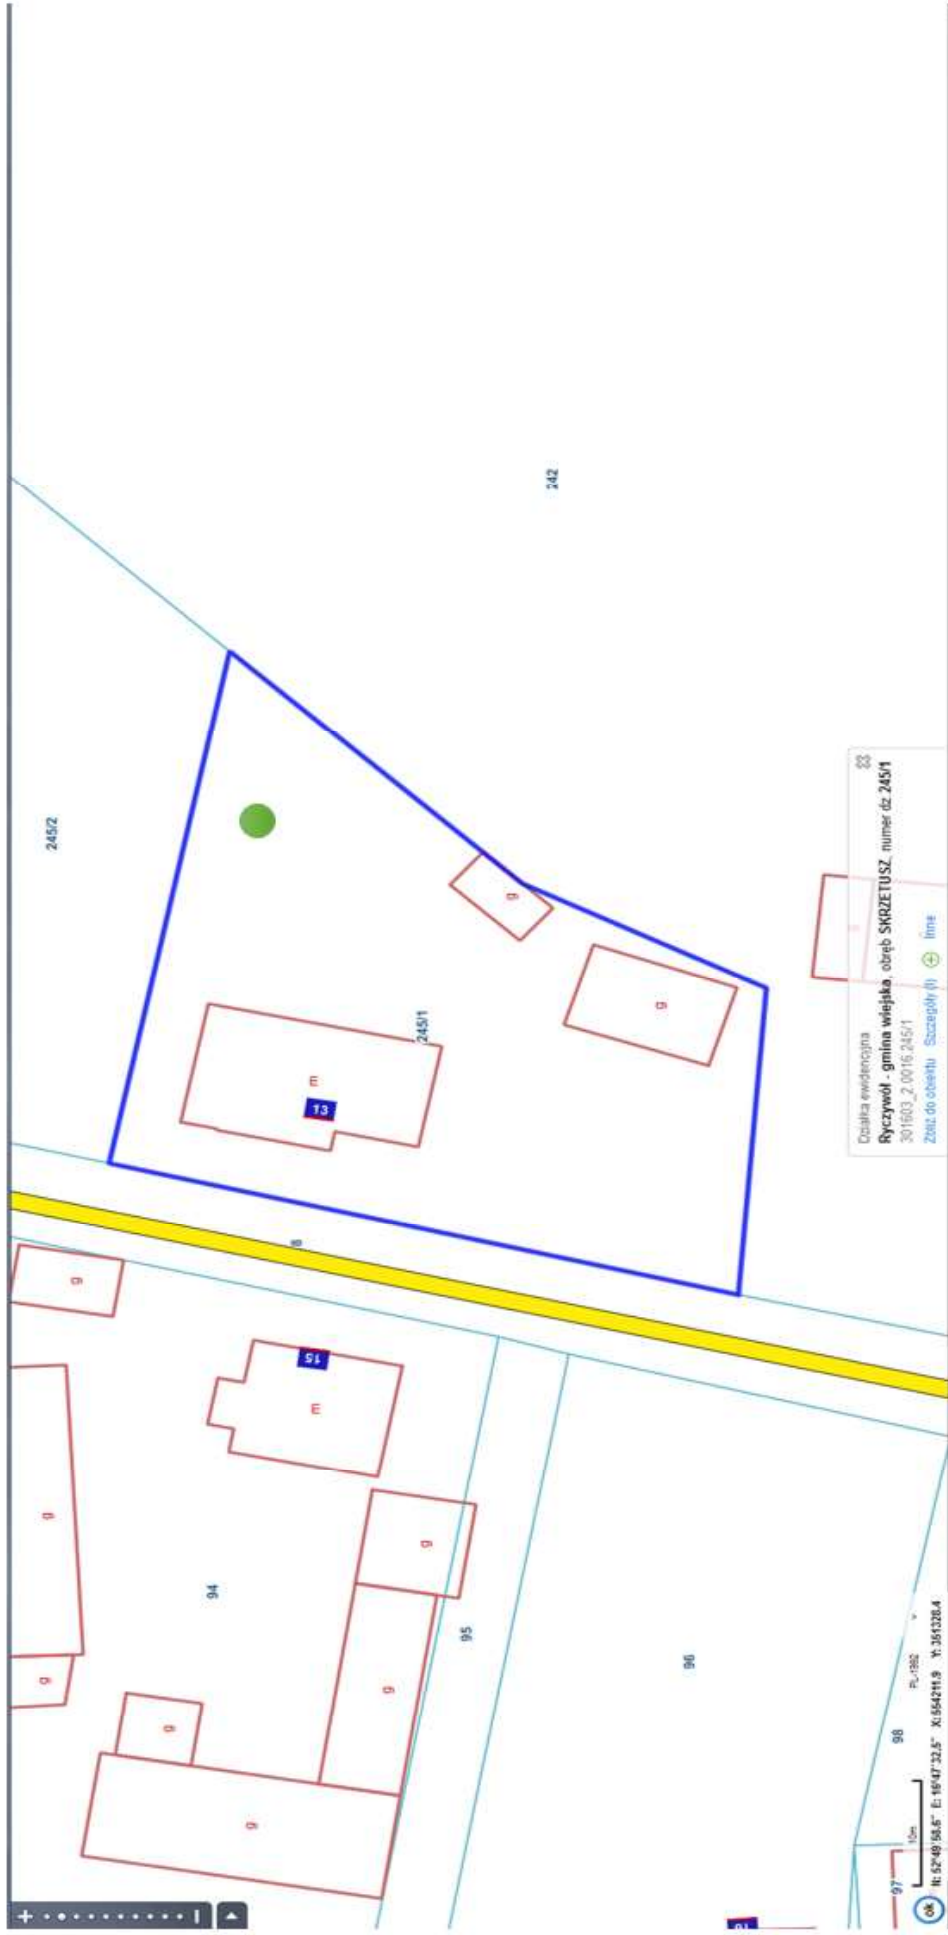 245/2
242
245/1
m
13
g
g
8
g
15
m
g
g
94
g
95
g
g
g
96
98
97
Działka ewidencyjna
Ryczywół - gmina wiejska, obręb SKRZETUSZ, numer dz 245/1
301603_2.0016.245/1
Zbliż do obiektu Szczegóły (I) Inne
10m
PL-1992
ok N: 52°49'58.6" E: 16°47'32.5" X:554211.9 Y:351328.4